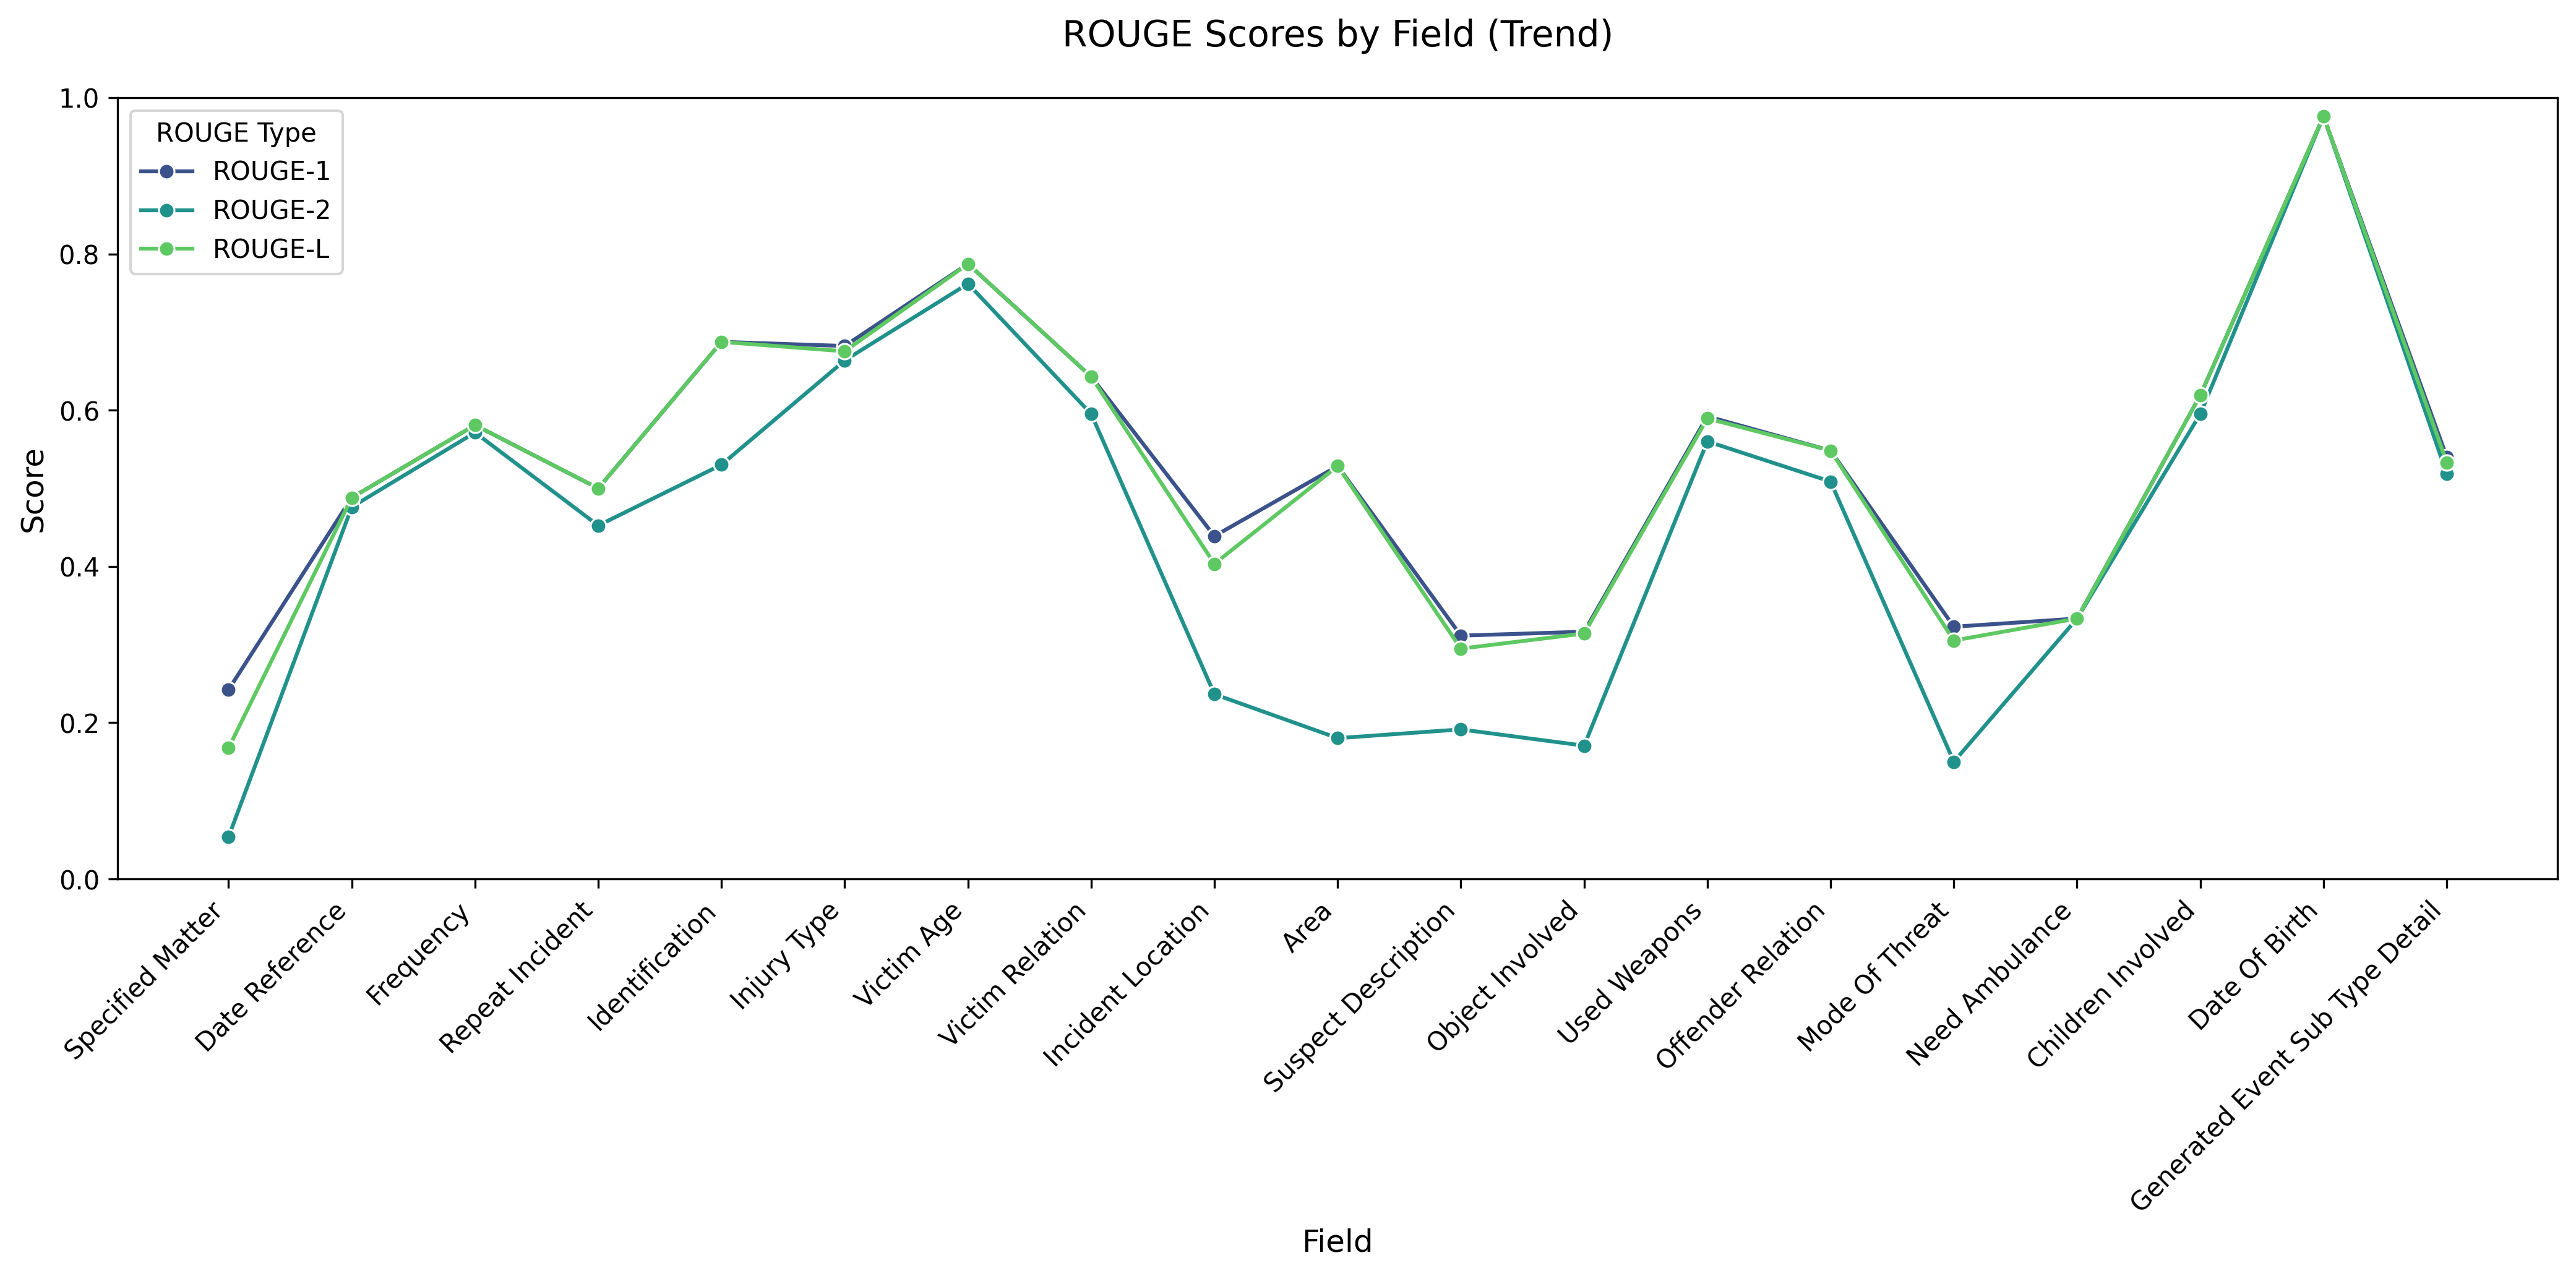 ROUGE Scores by Field (Trend)
ROUGE Type
ROUGE-1
ROUGE-2
ROUGE-L
Score
1.0
0.8
0.6
0.4
0.2
0.0
Specified Matter
Date Reference
Frequency
Repeat Incident
Identification
Injury Type
Victim Age
Victim Relation
Incident Location
Area
Suspect Description
Object Involved
Used Weapons
Offender Relation
Mode Of Threat
Need Ambulance
Children Involved
Date Of Birth
Generated Event Sub Type Detail
Field